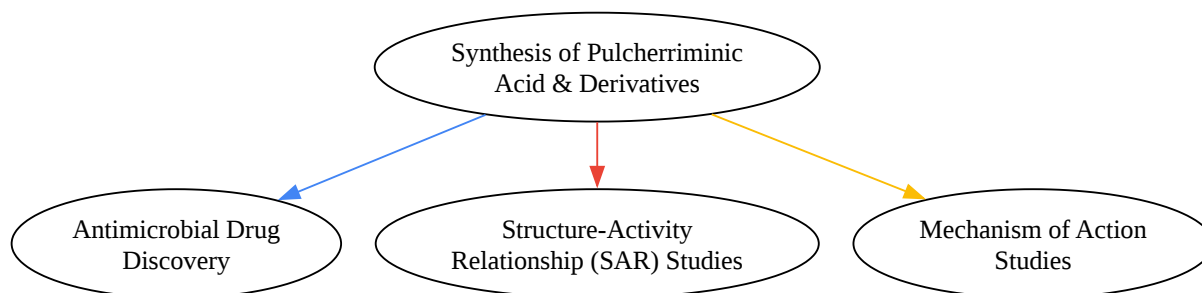 Synthesis of Pulcherriminic
Acid & Derivatives
Antimicrobial Drug
Discovery
Structure-Activity
Relationship (SAR) Studies
Mechanism of Action
Studies